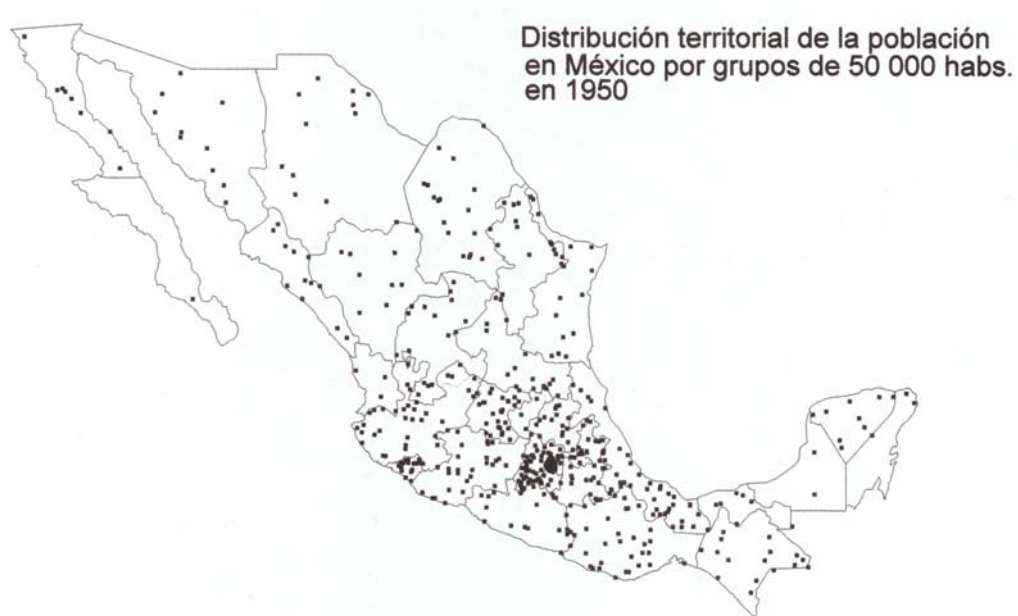 Distribución territorial de la población
en México por grupos de 50 000 habs.
en 1950